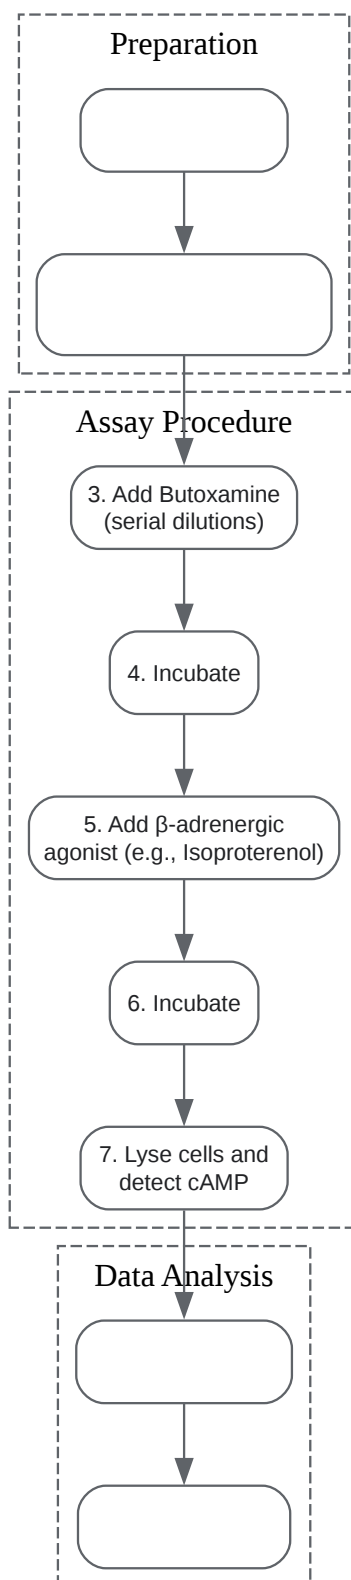 Preparation
Assay Procedure
3. Add Butoxamine
(serial dilutions)
4. Incubate
5. Add β-adrenergic
agonist (e.g., Isoproterenol)
6. Incubate
7. Lyse cells and
detect cAMP
Data Analysis